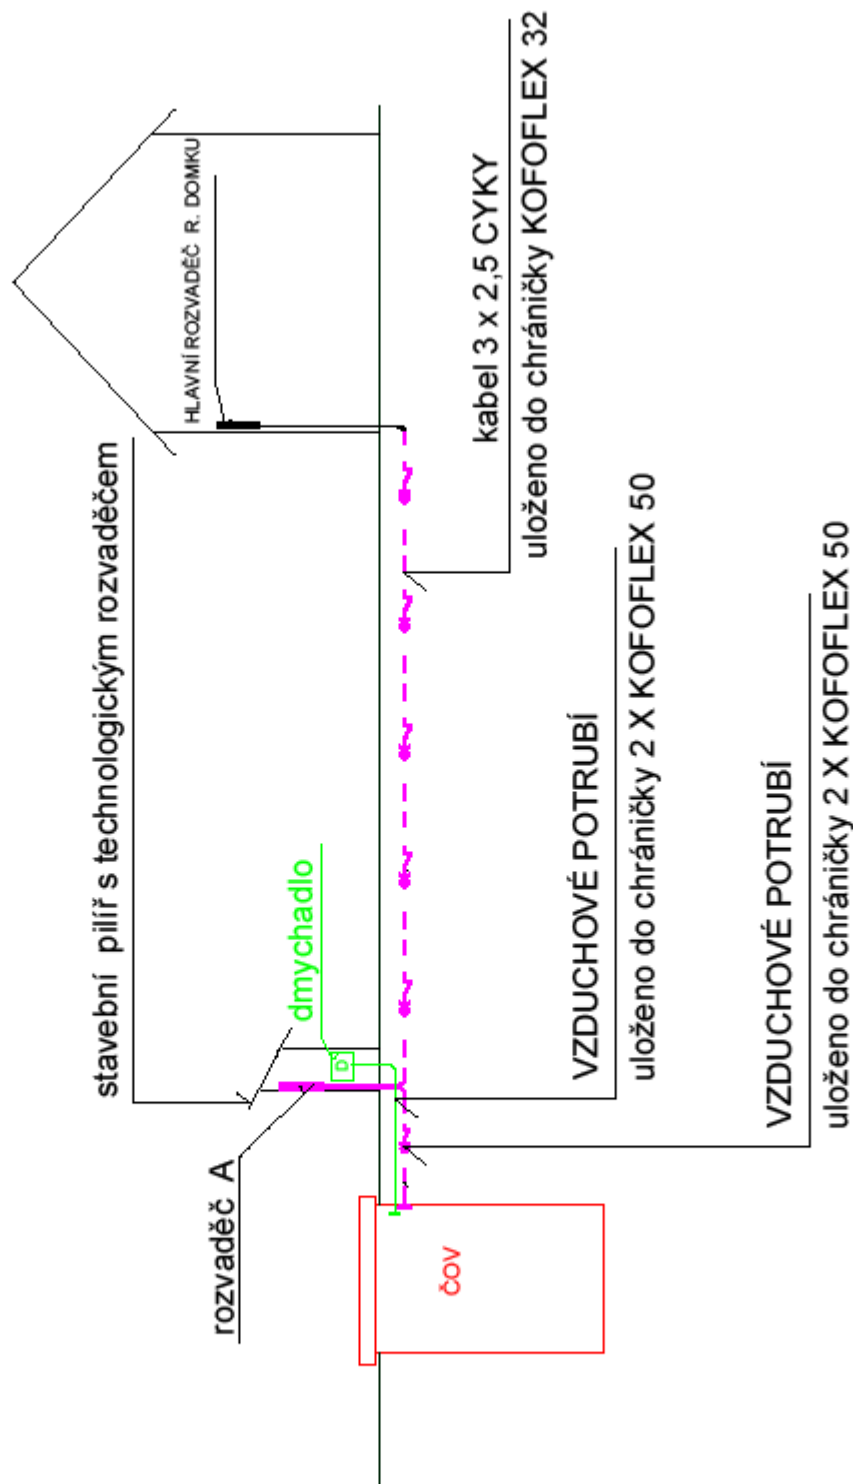 stavební pilíř s technologickým rozvaděčem
HLAVNÍ ROZVADĚČ R. DOMKU
rozvaděč A
dmychadlo
D
čov
kabel 3 x 2,5 CYKY
uloženo do chráničky KOFOFLEX 32
VZDUCHOVÉ POTRUBÍ
uloženo do chráničky 2 X KOFOFLEX 50
VZDUCHOVÉ POTRUBÍ
uloženo do chráničky 2 X KOFOFLEX 50